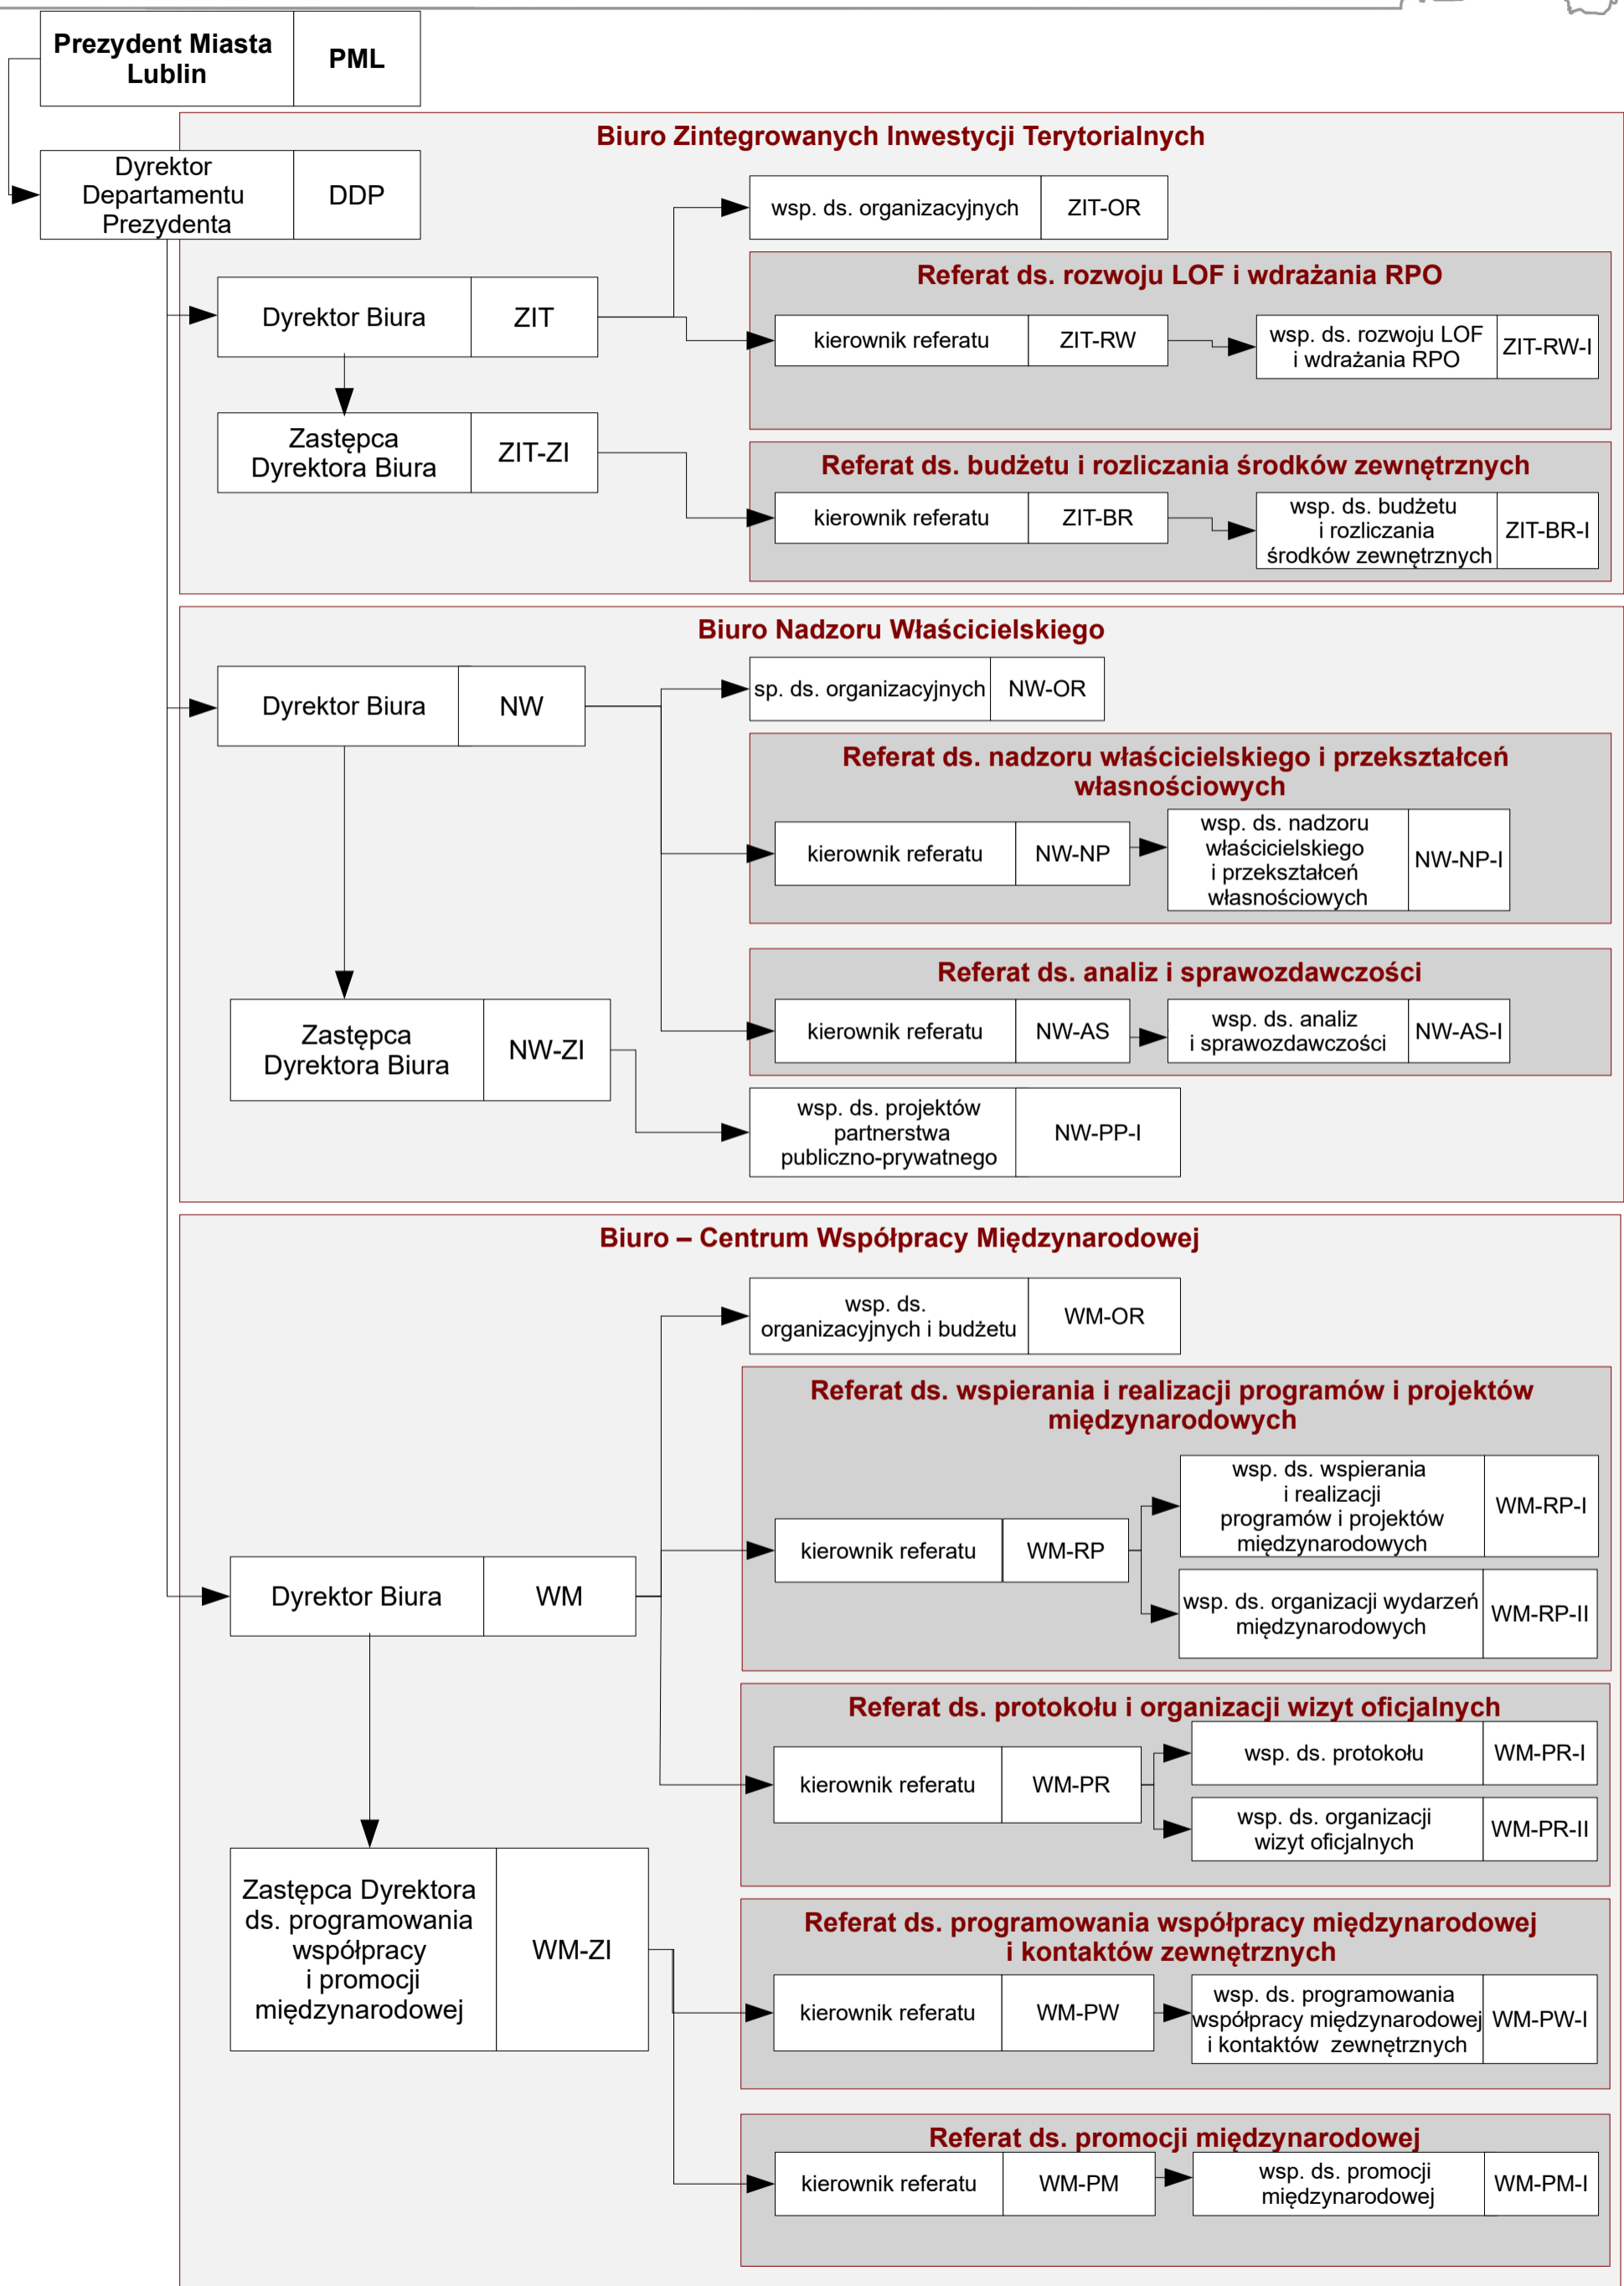 Prezydent Miasta
Lublin
PML
Dyrektor
Departamentu
Prezydenta
DDP
Biuro Zintegrowanych Inwestycji Terytorialnych
wsp. ds. organizacyjnych
ZIT-OR
Dyrektor Biura
ZIT
Referat ds. rozwoju LOF i wdrażania RPO
kierownik referatu
ZIT-RW
wsp. ds. rozwoju LOF
i wdrażania RPO
ZIT-RW-I
Zastępca
Dyrektora Biura
ZIT-ZI
Referat ds. budżetu i rozliczania środków zewnętrznych
kierownik referatu
ZIT-BR
wsp. ds. budżetu
i rozliczania
środków zewnętrznych
ZIT-BR-I
Biuro Nadzoru Właścicielskiego
Dyrektor Biura
NW
sp. ds. organizacyjnych
NW-OR
Referat ds. nadzoru właścicielskiego i przekształceń
własnościowych
kierownik referatu
NW-NP
wsp. ds. nadzoru
właścicielskiego
i przekształceń
własnościowych
NW-NP-I
Referat ds. analiz i sprawozdawczości
kierownik referatu
NW-AS
wsp. ds. analiz
i sprawozdawczości
NW-AS-I
Zastępca
Dyrektora Biura
NW-ZI
wsp. ds. projektów
partnerstwa
publiczno-prywatnego
NW-PP-I
Biuro – Centrum Współpracy Międzynarodowej
wsp. ds.
organizacyjnych i budżetu
WM-OR
Referat ds. wspierania i realizacji programów i projektów
międzynarodowych
kierownik referatu
WM-RP
wsp. ds. wspierania
i realizacji
programów i projektów
międzynarodowych
WM-RP-I
wsp. ds. organizacji wydarzeń
międzynarodowych
WM-RP-II
Dyrektor Biura
WM
Referat ds. protokołu i organizacji wizyt oficjalnych
kierownik referatu
WM-PR
wsp. ds. protokołu
WM-PR-I
wsp. ds. organizacji
wizyt oficjalnych
WM-PR-II
Zastępca Dyrektora
ds. programowania
współpracy
i promocji
międzynarodowej
WM-ZI
Referat ds. programowania współpracy międzynarodowej
i kontaktów zewnętrznych
kierownik referatu
WM-PW
wsp. ds. programowania
współpracy międzynarodowej
i kontaktów zewnętrznych
WM-PW-I
Referat ds. promocji międzynarodowej
kierownik referatu
WM-PM
wsp. ds. promocji
międzynarodowej
WM-PM-I